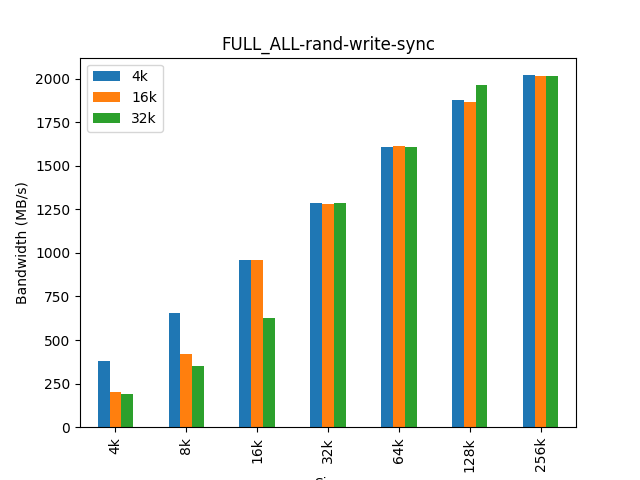 FULL_ALL-rand-write-sync
4k
16k
32k
Bandwidth (MB/s)
2000
1750
1500
1250
1000
750
500
250
0
4k
8k
16k
32k
64k
128k
256k